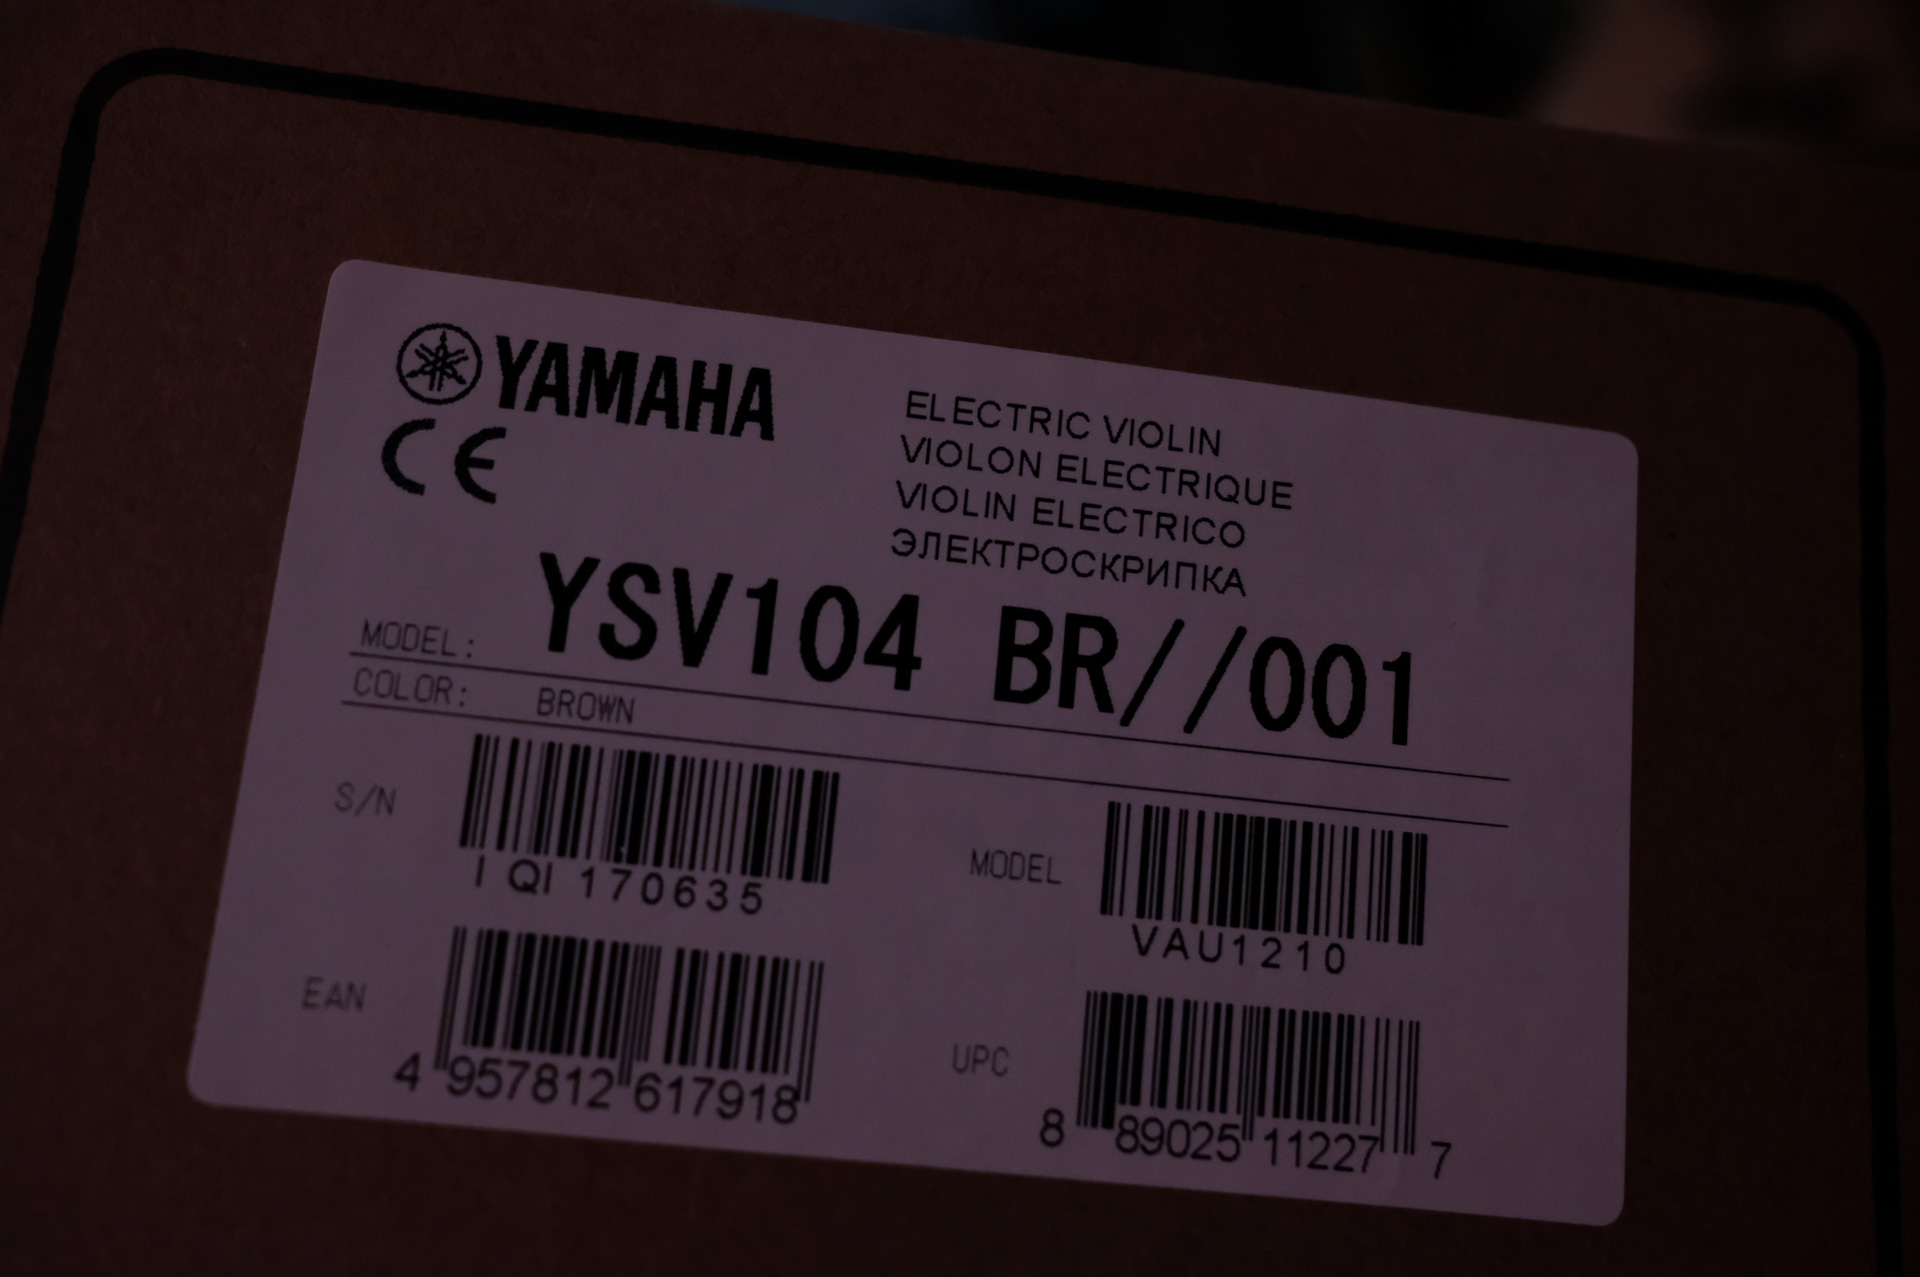 YAMAHA
CE
ELECTRIC VIOLIN
VIOLON ELECTRIQUE
VIOLIN ELECTRICO
ЭЛЕКТРОСКРИПКА
MODEL: YSV104 BR//001
COLOR: BROWN
S/N
I QI 170635
MODEL
VAU1210
EAN
4 957812 617918
UPC
8 89025 11227 7